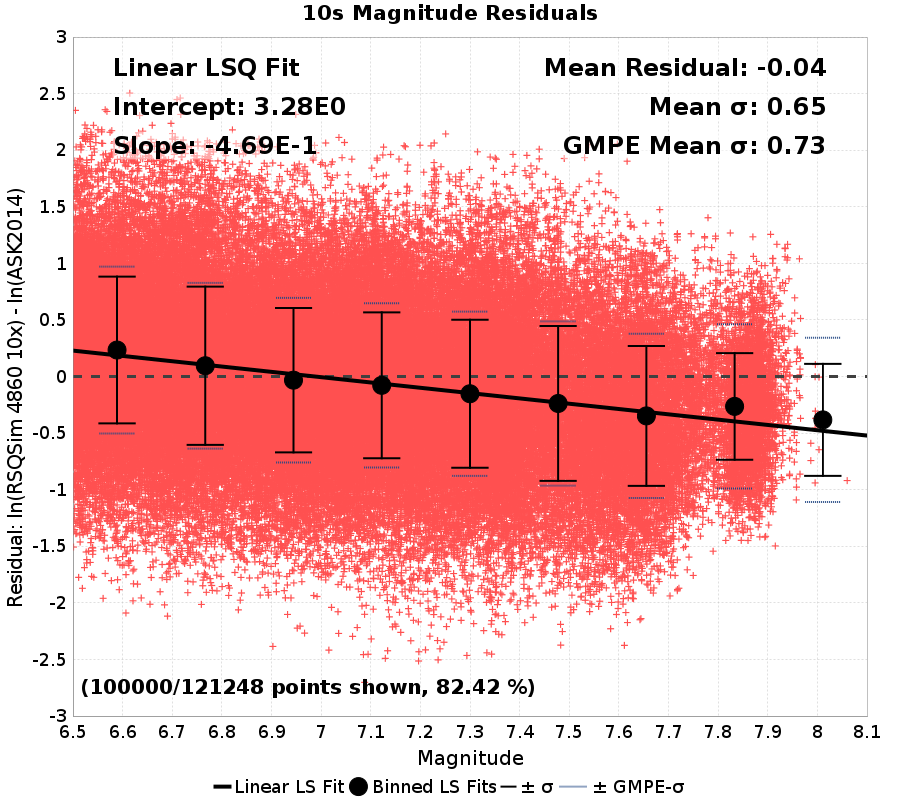 10s Magnitude Residuals
Linear LSQ Fit
Intercept: 3.28E0
Slope: -4.69E-1
Mean Residual: -0.04
Mean σ: 0.65
GMPE Mean σ: 0.73
Residual: ln(RSQSim 4860 10x) - ln(ASK2014)
3
2.5
2
1.5
1
0.5
0
-0.5
-1
-1.5
-2
-2.5
-3
(100000/121248 points shown, 82.42 %)
6.5 6.6 6.7 6.8 6.9 7 7.1 7.2 7.3 7.4 7.5 7.6 7.7 7.8 7.9 8 8.1
Magnitude
Linear LS Fit Binned LS Fits ± σ ± GMPE-σ